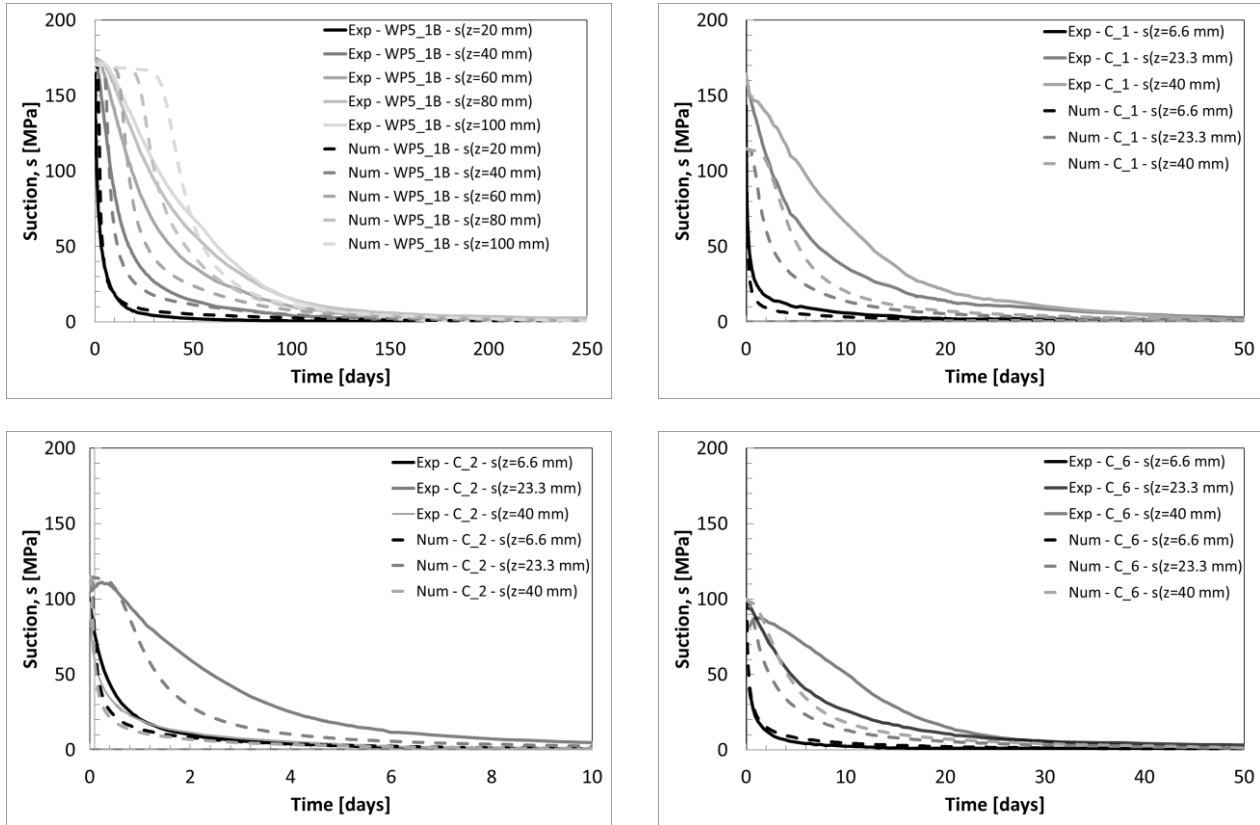 200
150
100
50
0
Suction, s [MPa]
0 50 100 150 200 250
Time [days]
Exp - WP5_1B - s(z=20 mm)
Exp - WP5_1B - s(z=40 mm)
Exp - WP5_1B - s(z=60 mm)
Exp - WP5_1B - s(z=80 mm)
Exp - WP5_1B - s(z=100 mm)
Num - WP5_1B - s(z=20 mm)
Num - WP5_1B - s(z=40 mm)
Num - WP5_1B - s(z=60 mm)
Num - WP5_1B - s(z=80 mm)
Num - WP5_1B - s(z=100 mm)
200
150
100
50
0
Suction, s [MPa]
0 10 20 30 40 50
Time [days]
Exp - C_1 - s(z=6.6 mm)
Exp - C_1 - s(z=23.3 mm)
Exp - C_1 - s(z=40 mm)
Num - C_1 - s(z=6.6 mm)
Num - C_1 - s(z=23.3 mm)
Num - C_1 - s(z=40 mm)
200
150
100
50
0
Suction, s [MPa]
0 2 4 6 8 10
Time [days]
Exp - C_2 - s(z=6.6 mm)
Exp - C_2 - s(z=23.3 mm)
Exp - C_2 - s(z=40 mm)
Num - C_2 - s(z=6.6 mm)
Num - C_2 - s(z=23.3 mm)
Num - C_2 - s(z=40 mm)
200
150
100
50
0
Suction, s [MPa]
0 10 20 30 40 50
Time [days]
Exp - C_6 - s(z=6.6 mm)
Exp - C_6 - s(z=23.3 mm)
Exp - C_6 - s(z=40 mm)
Num - C_6 - s(z=6.6 mm)
Num - C_6 - s(z=23.3 mm)
Num - C_6 - s(z=40 mm)